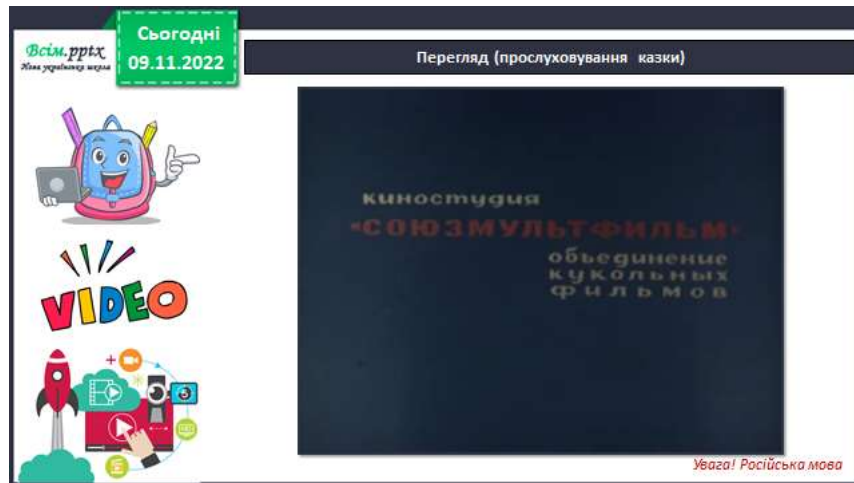 Всім.pptx
Нова українська школа
Сьогодні
09.11.2022
Перегляд (прослуховування казки)
киностудия
«СОЮЗМУЛЬТФИЛЬМ»
объединение
кукольных
фильмов
VIDEO
Увага! Російська мова